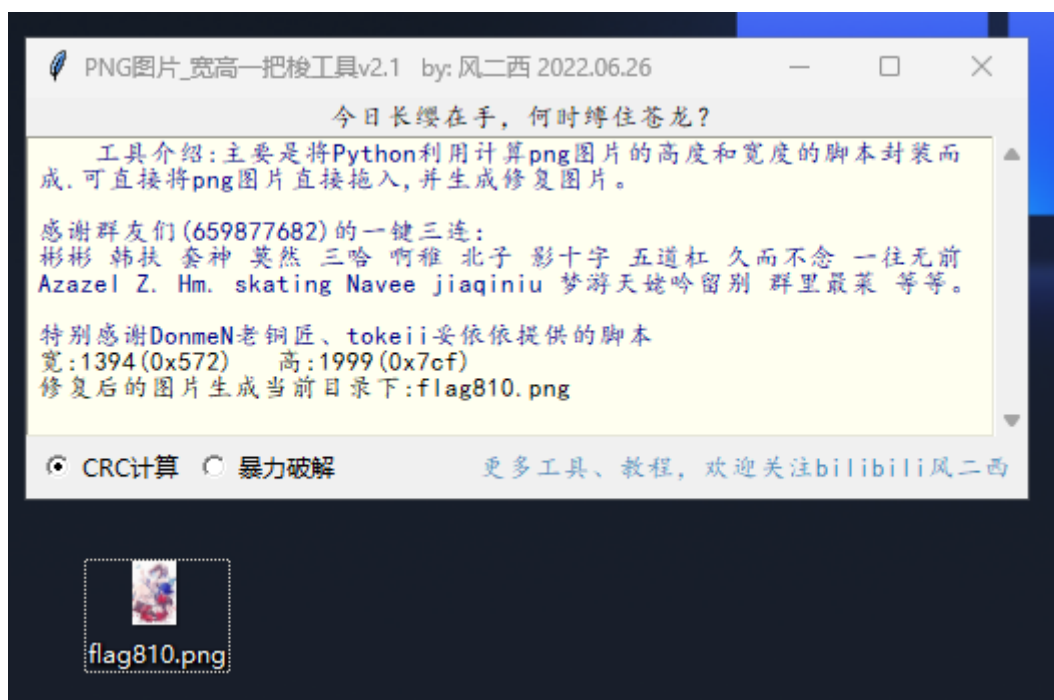 PNG图片_宽高一把梭工具v2.1 by: 风二西 2022.06.26
今日长缨在手，何时缚住苍龙？
工具介绍:主要是将Python利用计算png图片的高度和宽度的脚本封装而
成.可直接将png图片直接拖入,并生成修复图片。
感谢群友们(659877682)的一键三连:
彬彬 韩扶 套神 莫然 三哈 啊稚 北子 影十字 五道杠 久而不念 一往无前
Azazel Z. Hm. skating Navee jiaqiniu 梦游天姥吟留别 群里最菜 等等。
特别感谢DonmeN老铜匠、tokeii妥依依提供的脚本
宽:1394(0x572) 高:1999(0x7cf)
修复后的图片生成当前目录下:flag810.png
CRC计算 暴力破解 更多工具、教程，欢迎关注bilibili风二西
flag810.png